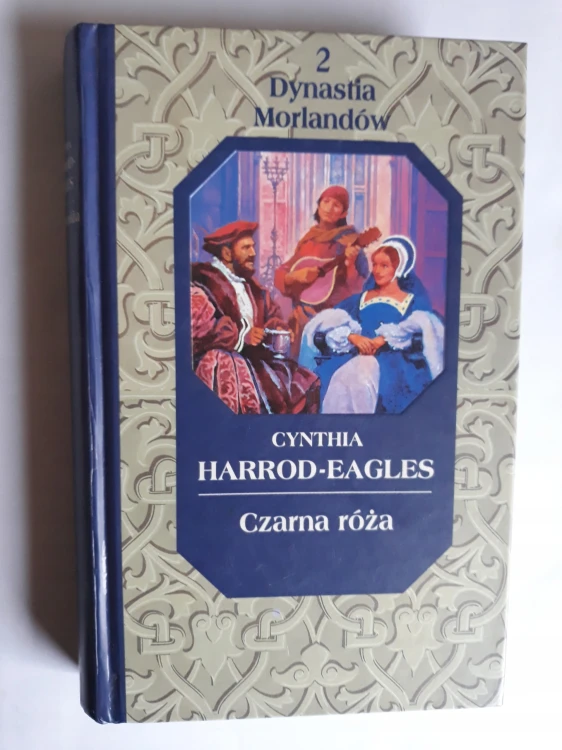 2
Dynastia
Morlandów
CYNTHIA
HARROD-EAGLES
Czarna róża